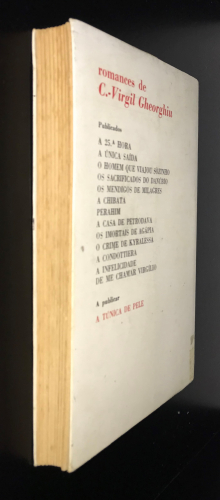 romances de
C.-Virgil Gheorghiu
Publicados
A 25.ª HORA
A ÚNICA SAÍDA
O HOMEM QUE VIAJOU SÒZINHO
OS SACRIFICADOS DO DANÚBIO
OS MENDIGOS DE MILAGRES
A CHIBATA
PERAHIM
A CASA DE PETRODAVA
OS IMORTAIS DE AGÁPIA
O CRIME DE KYRALESSA
A CONDOTTIERA
A INFELICIDADE
DE ME CHAMAR VIRGÍLIO
A publicar
A TÚNICA DE PELE